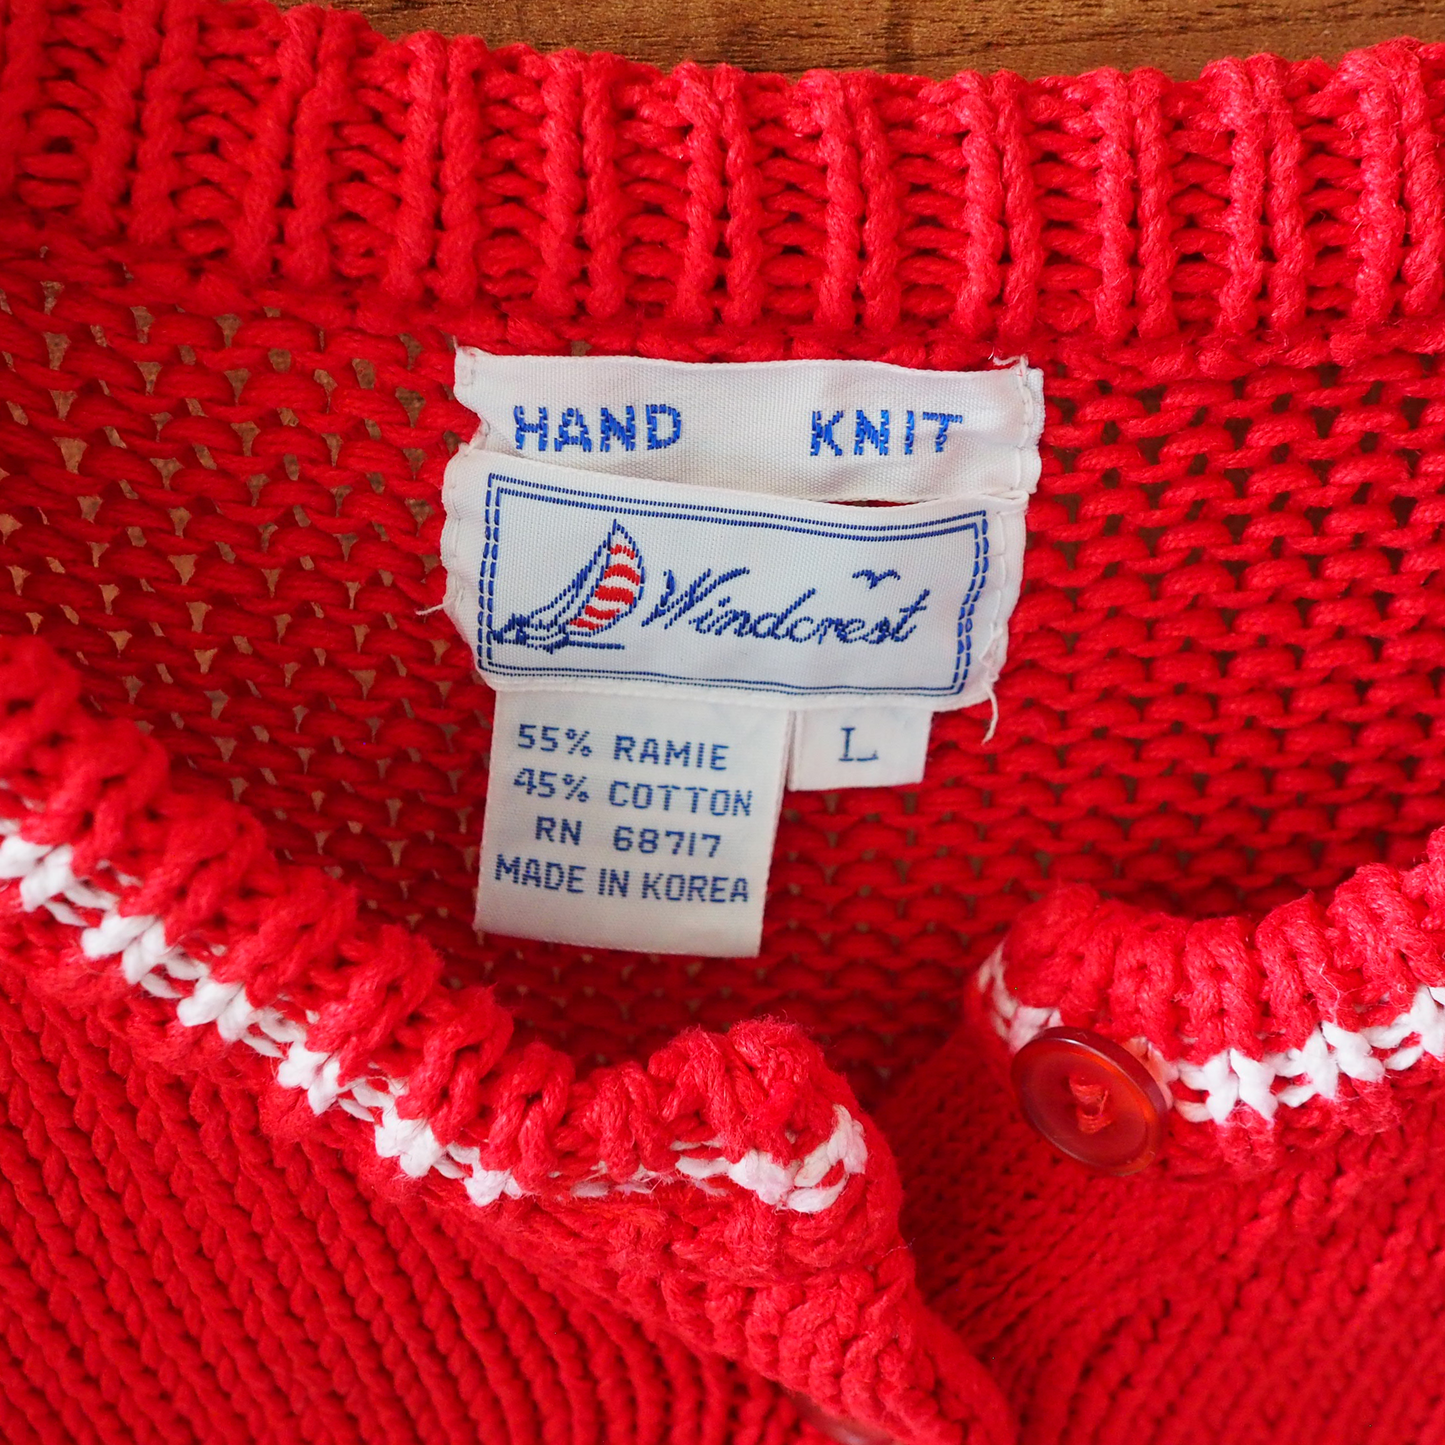 HAND KNIT
Windcrest
55% RAMIE
45% COTTON
RN 68717
MADE IN KOREA
L